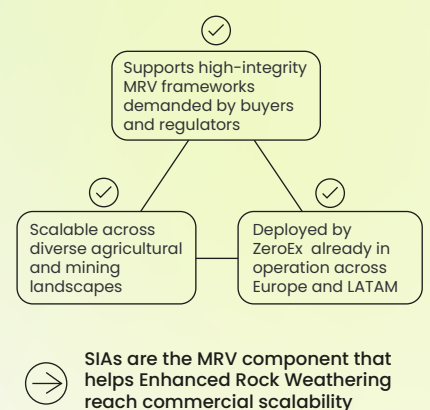 Supports high-integrity
MRV frameworks
demanded by buyers
and regulators
Scalable across
diverse agricultural
and mining
landscapes
Deployed by
ZeroEx already in
operation across
Europe and LATAM
SIAs are the MRV component that
helps Enhanced Rock Weathering
reach commercial scalability